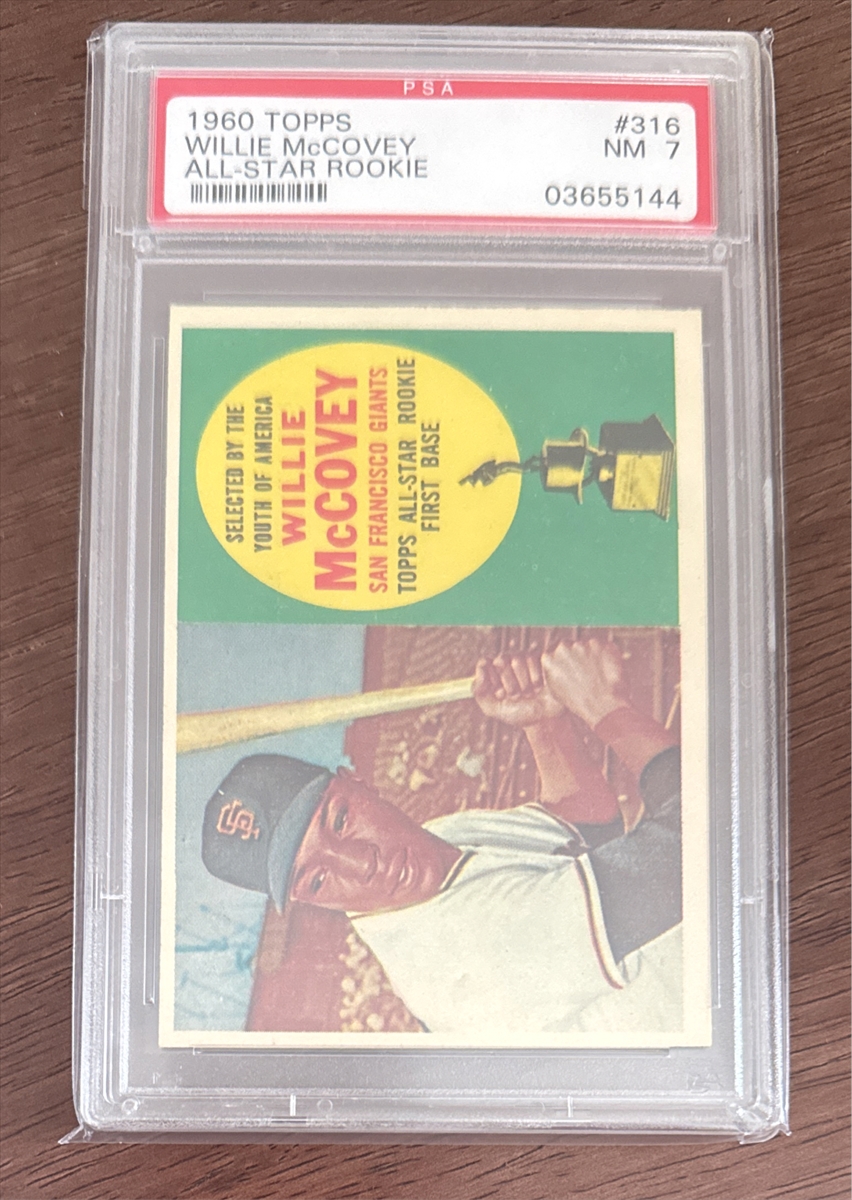 PSA
1960 TOPPS #316
WILLIE McCOVEY NM 7
ALL-STAR ROOKIE
03655144
SELECTED BY THE
YOUTH OF AMERICA
WILLIE
McCOVEY
SAN FRANCISCO GIANTS
TOPPS ALL-STAR ROOKIE
FIRST BASE
SF